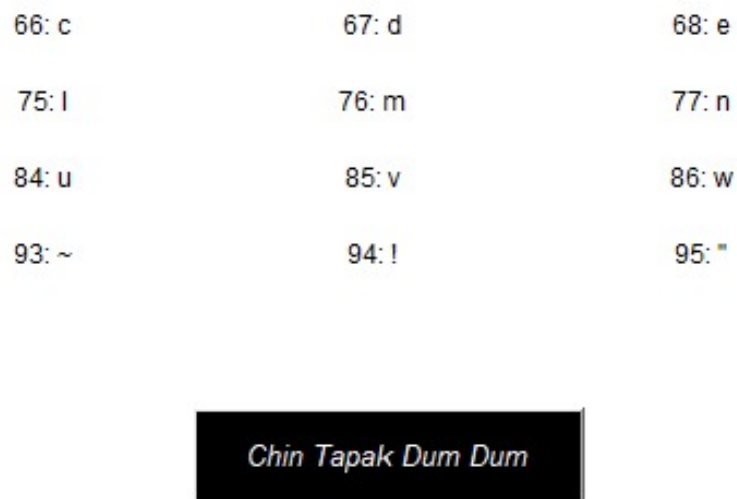 66: c 67: d 68: e
75: l 76: m 77: n
84: u 85: v 86: w
93: ~ 94: ! 95: "
Chin Tapak Dum Dum